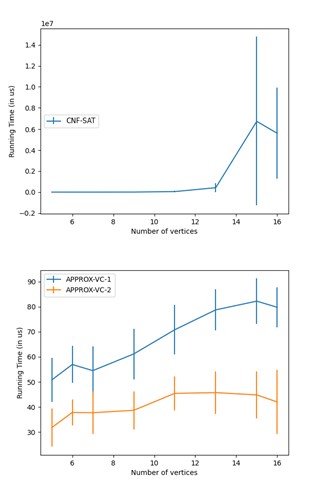 1e7
1.4
1.2
1.0
0.8
0.6
0.4
0.2
0.0
−0.2
Running Time (in us)
CNF-SAT
6 8 10 12 14 16
Number of vertices
90
80
70
60
50
40
30
Running Time (in us)
APPROX-VC-1
APPROX-VC-2
6 8 10 12 14 16
Number of vertices